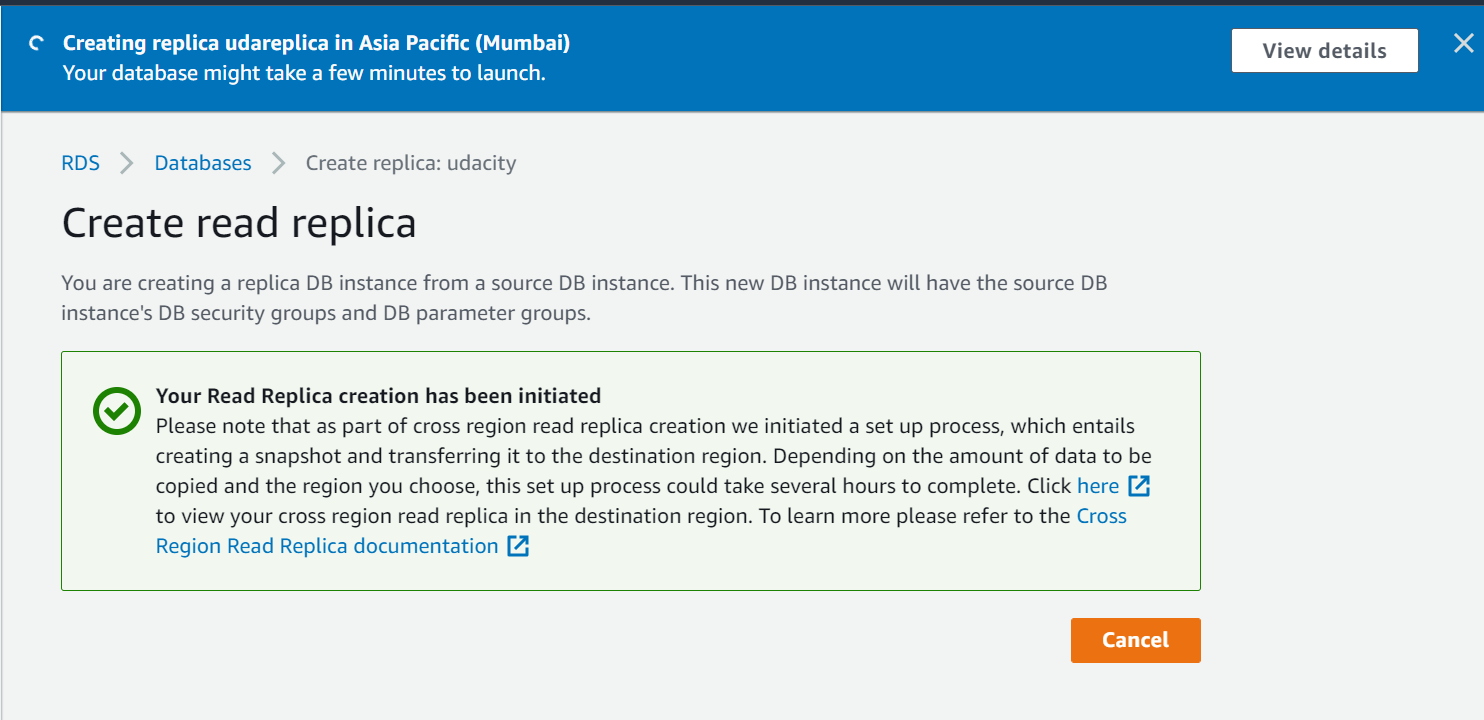 Creating replica udareplica in Asia Pacific (Mumbai)
Your database might take a few minutes to launch.
View details
RDS
Databases
Create replica: udacity
Create read replica
You are creating a replica DB instance from a source DB instance. This new DB instance will have the source DB
instance's DB security groups and DB parameter groups.
Your Read Replica creation has been initiated
Please note that as part of cross region read replica creation we initiated a set up process, which entails
creating a snapshot and transferring it to the destination region. Depending on the amount of data to be
copied and the region you choose, this set up process could take several hours to complete. Click here
to view your cross region read replica in the destination region. To learn more please refer to the Cross
Region Read Replica documentation
Cancel